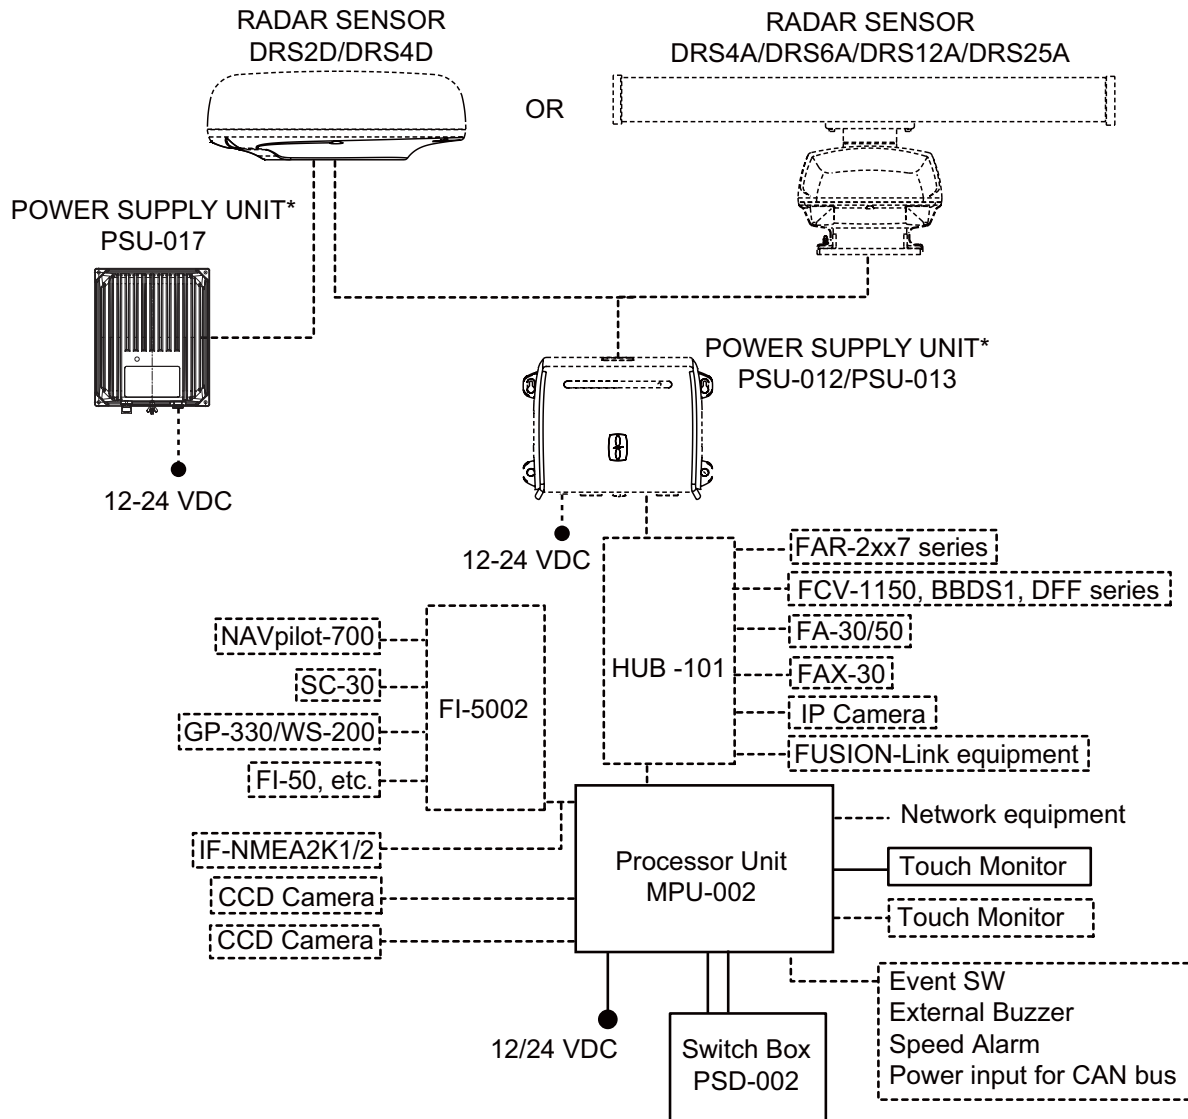 RADAR SENSOR
DRS2D/DRS4D
OR
RADAR SENSOR
DRS4A/DRS6A/DRS12A/DRS25A
POWER SUPPLY UNIT*
PSU-017
12-24 VDC
POWER SUPPLY UNIT*
PSU-012/PSU-013
12-24 VDC
HUB -101
FAR-2xx7 series
FCV-1150, BBDS1, DFF series
FA-30/50
FAX-30
IP Camera
FUSION-Link equipment
NAVpilot-700
SC-30
GP-330/WS-200
FI-50, etc.
FI-5002
IF-NMEA2K1/2
CCD Camera
CCD Camera
Processor Unit
MPU-002
Network equipment
Touch Monitor
Touch Monitor
Event SW
External Buzzer
Speed Alarm
Power input for CAN bus
12/24 VDC
Switch Box
PSD-002